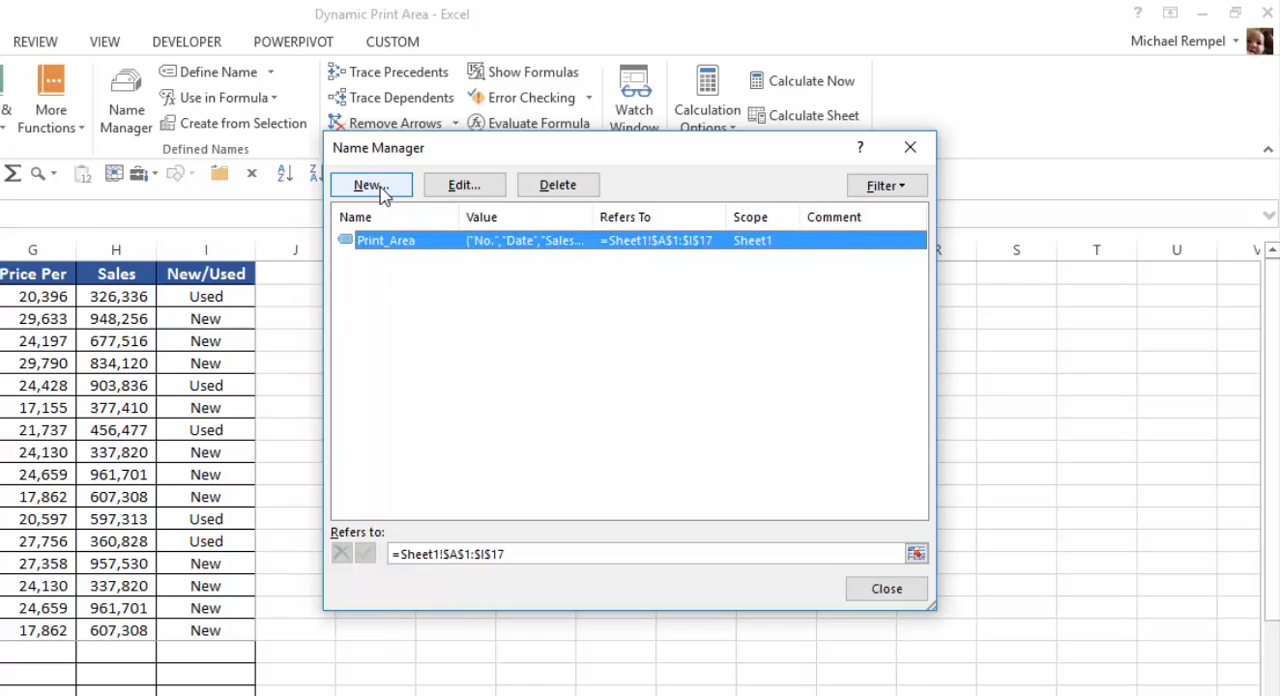 Dynamic Print Area - Excel
?
REVIEW VIEW DEVELOPER POWERPIVOT CUSTOM Michael Rempel
Define Name Trace Precedents Show Formulas Calculate Now
Use in Formula Trace Dependents Error Checking
& More Functions Name Manager Create from Selection Remove Arrows Evaluate Formula Watch Window Calculation Options Calculate Sheet
Defined Names
Name Manager ?
New... Edit... Delete Filter
Name Value Refers To Scope Comment
Print_Area {"No.","Date","Sales... =Sheet1!$A$1:$I$17 Sheet1
G H I J R S T U V
Price Per Sales New/Used
20,396 326,336 Used
29,633 948,256 New
24,197 677,516 New
29,790 834,120 New
24,428 903,836 Used
17,155 377,410 New
21,737 456,477 Used
24,130 337,820 New
24,659 961,701 New
17,862 607,308 New
20,597 597,313 Used
27,756 360,828 Used
27,358 957,530 New
24,130 337,820 New
24,659 961,701 New
17,862 607,308 New
Refers to:
=Sheet1!$A$1:$I$17
Close